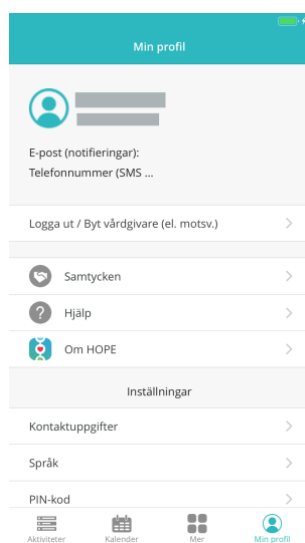 Min profil
E-post (notifieringar):
Telefonnummer (SMS ...
Logga ut / Byt vårdgivare (el. motsv.)
Samtycken
Hjälp
Om HOPE
Inställningar
Kontaktuppgifter
Språk
PIN-kod
Aktiviteter
Kalender
Mer
Min profil